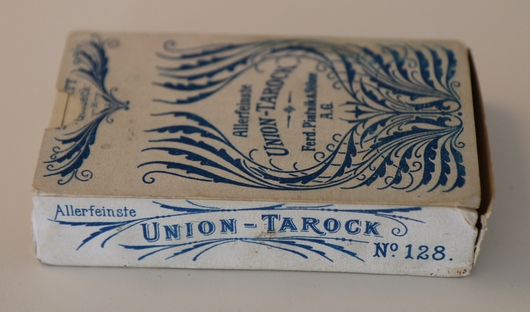 Allerfeinste
UNION-TAROCK
Ferd. Piatnik & Söhne
A.G.
Allerfeinste
UNION-TAROCK
No 128.